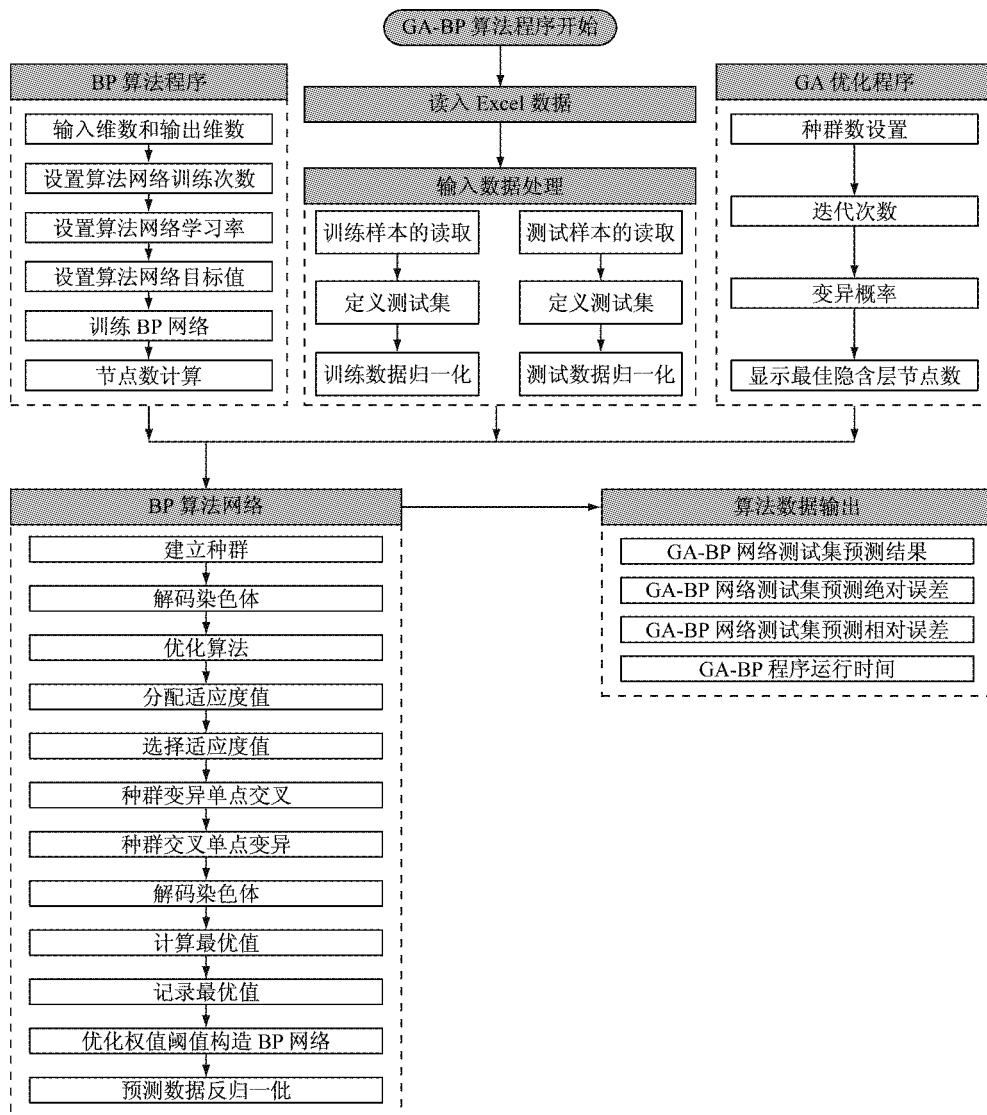 GA-BP 算法程序开始
读入 Excel 数据
BP 算法程序
输入维数和输出维数
设置算法网络训练次数
设置算法网络学习率
设置算法网络目标值
训练 BP 网络
节点数计算
输入数据处理
训练样本的读取
定义测试集
训练数据归一化
测试样本的读取
定义测试集
测试数据归一化
GA 优化程序
种群数设置
迭代次数
变异概率
显示最佳隐含层节点数
BP 算法网络
建立种群
解码染色体
优化算法
分配适应度值
选择适应度值
种群变异单点交叉
种群交叉单点变异
解码染色体
计算最优值
记录最优值
优化权值阈值构造 BP 网络
预测数据反归一仳
算法数据输出
GA-BP 网络测试集预测结果
GA-BP 网络测试集预测绝对误差
GA-BP 网络测试集预测相对误差
GA-BP 程序运行时间